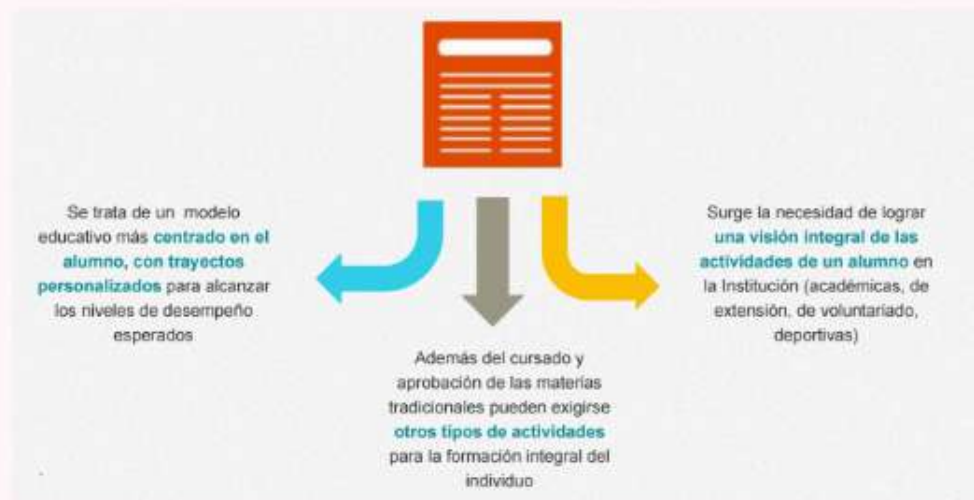 Se trata de un modelo
educativo más centrado en el
alumno, con trayectos
personalizados para alcanzar
los niveles de desempeño
esperados
Además del cursado y
aprobación de las materias
tradicionales pueden exigirse
otros tipos de actividades
para la formación integral del
individuo
Surge la necesidad de lograr
una visión integral de las
actividades de un alumno en
la Institución (académicas, de
extensión, de voluntariado,
deportivas)